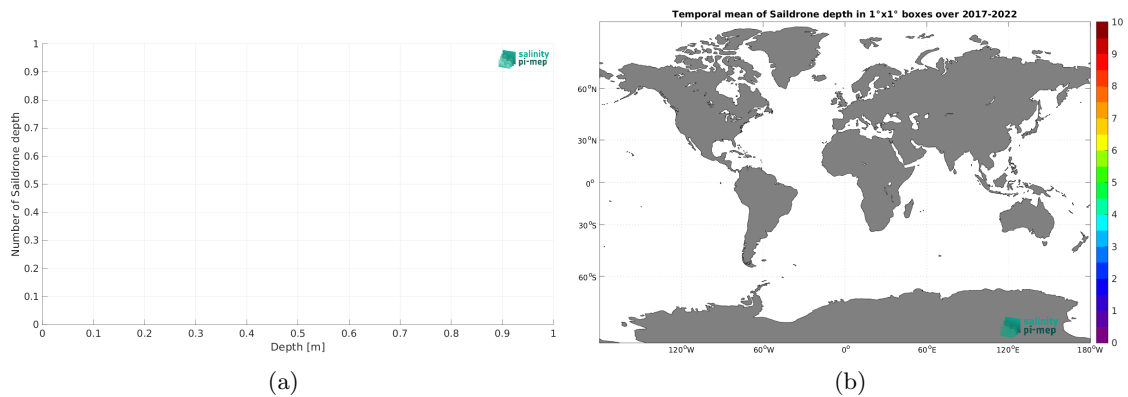 Temporal mean of Saildrone depth in 1°x1° boxes over 2017-2022
1
0.9
0.8
0.7
0.6
0.5
0.4
0.3
0.2
0.1
0
Number of Saildrone depth
0 0.1 0.2 0.3 0.4 0.5 0.6 0.7 0.8 0.9 1
Depth [m]
salinity
pi-mep
(a)
60°N
30°N
0°
30°S
60°S
120°W 60°W 0° 60°E 120°E 180°W
salinity
pi-mep
10
9
8
7
6
5
4
3
2
1
0
(b)